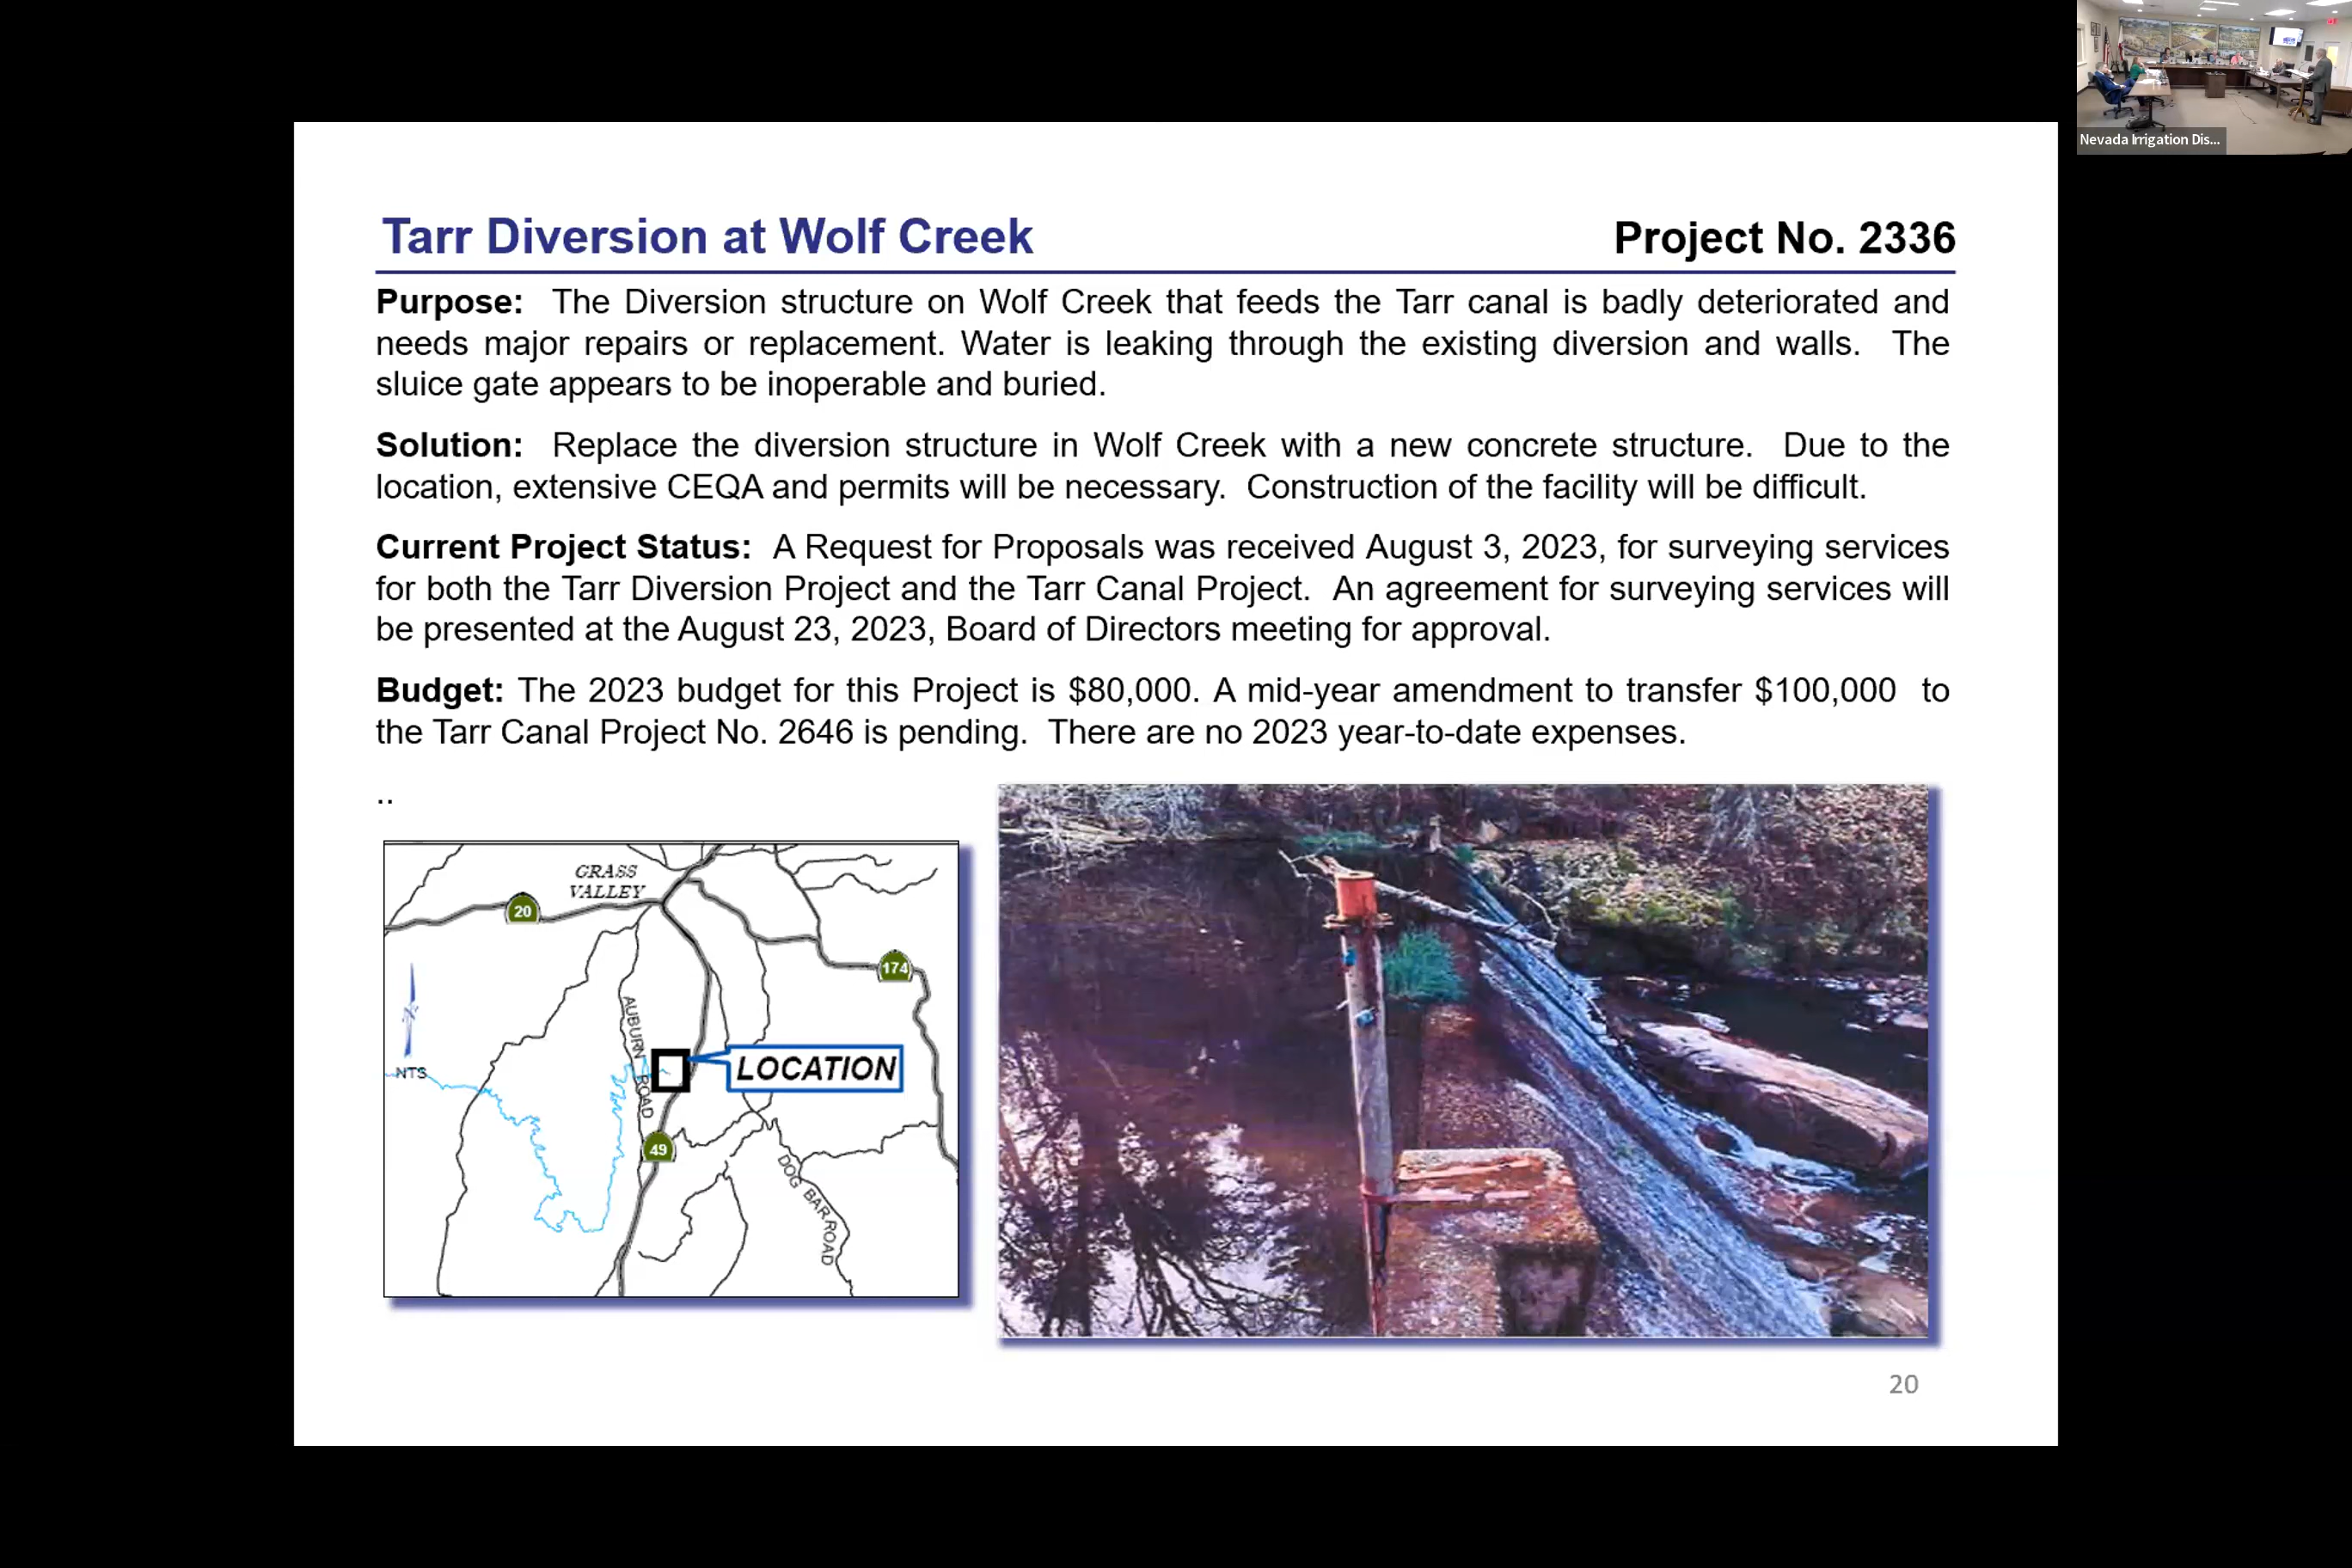 Nevada Irrigation Dis...
Tarr Diversion at Wolf Creek
Project No. 2336
Purpose: The Diversion structure on Wolf Creek that feeds the Tarr canal is badly deteriorated and
needs major repairs or replacement. Water is leaking through the existing diversion and walls. The
sluice gate appears to be inoperable and buried.
Solution: Replace the diversion structure in Wolf Creek with a new concrete structure. Due to the
location, extensive CEQA and permits will be necessary. Construction of the facility will be difficult.
Current Project Status: A Request for Proposals was received August 3, 2023, for surveying services
for both the Tarr Diversion Project and the Tarr Canal Project. An agreement for surveying services will
be presented at the August 23, 2023, Board of Directors meeting for approval.
Budget: The 2023 budget for this Project is $80,000. A mid-year amendment to transfer $100,000 to
the Tarr Canal Project No. 2646 is pending. There are no 2023 year-to-date expenses.
..
GRASS
VALLEY
20
174
AUBURN ROAD
NTS
LOCATION
49
DOG BAR ROAD
20